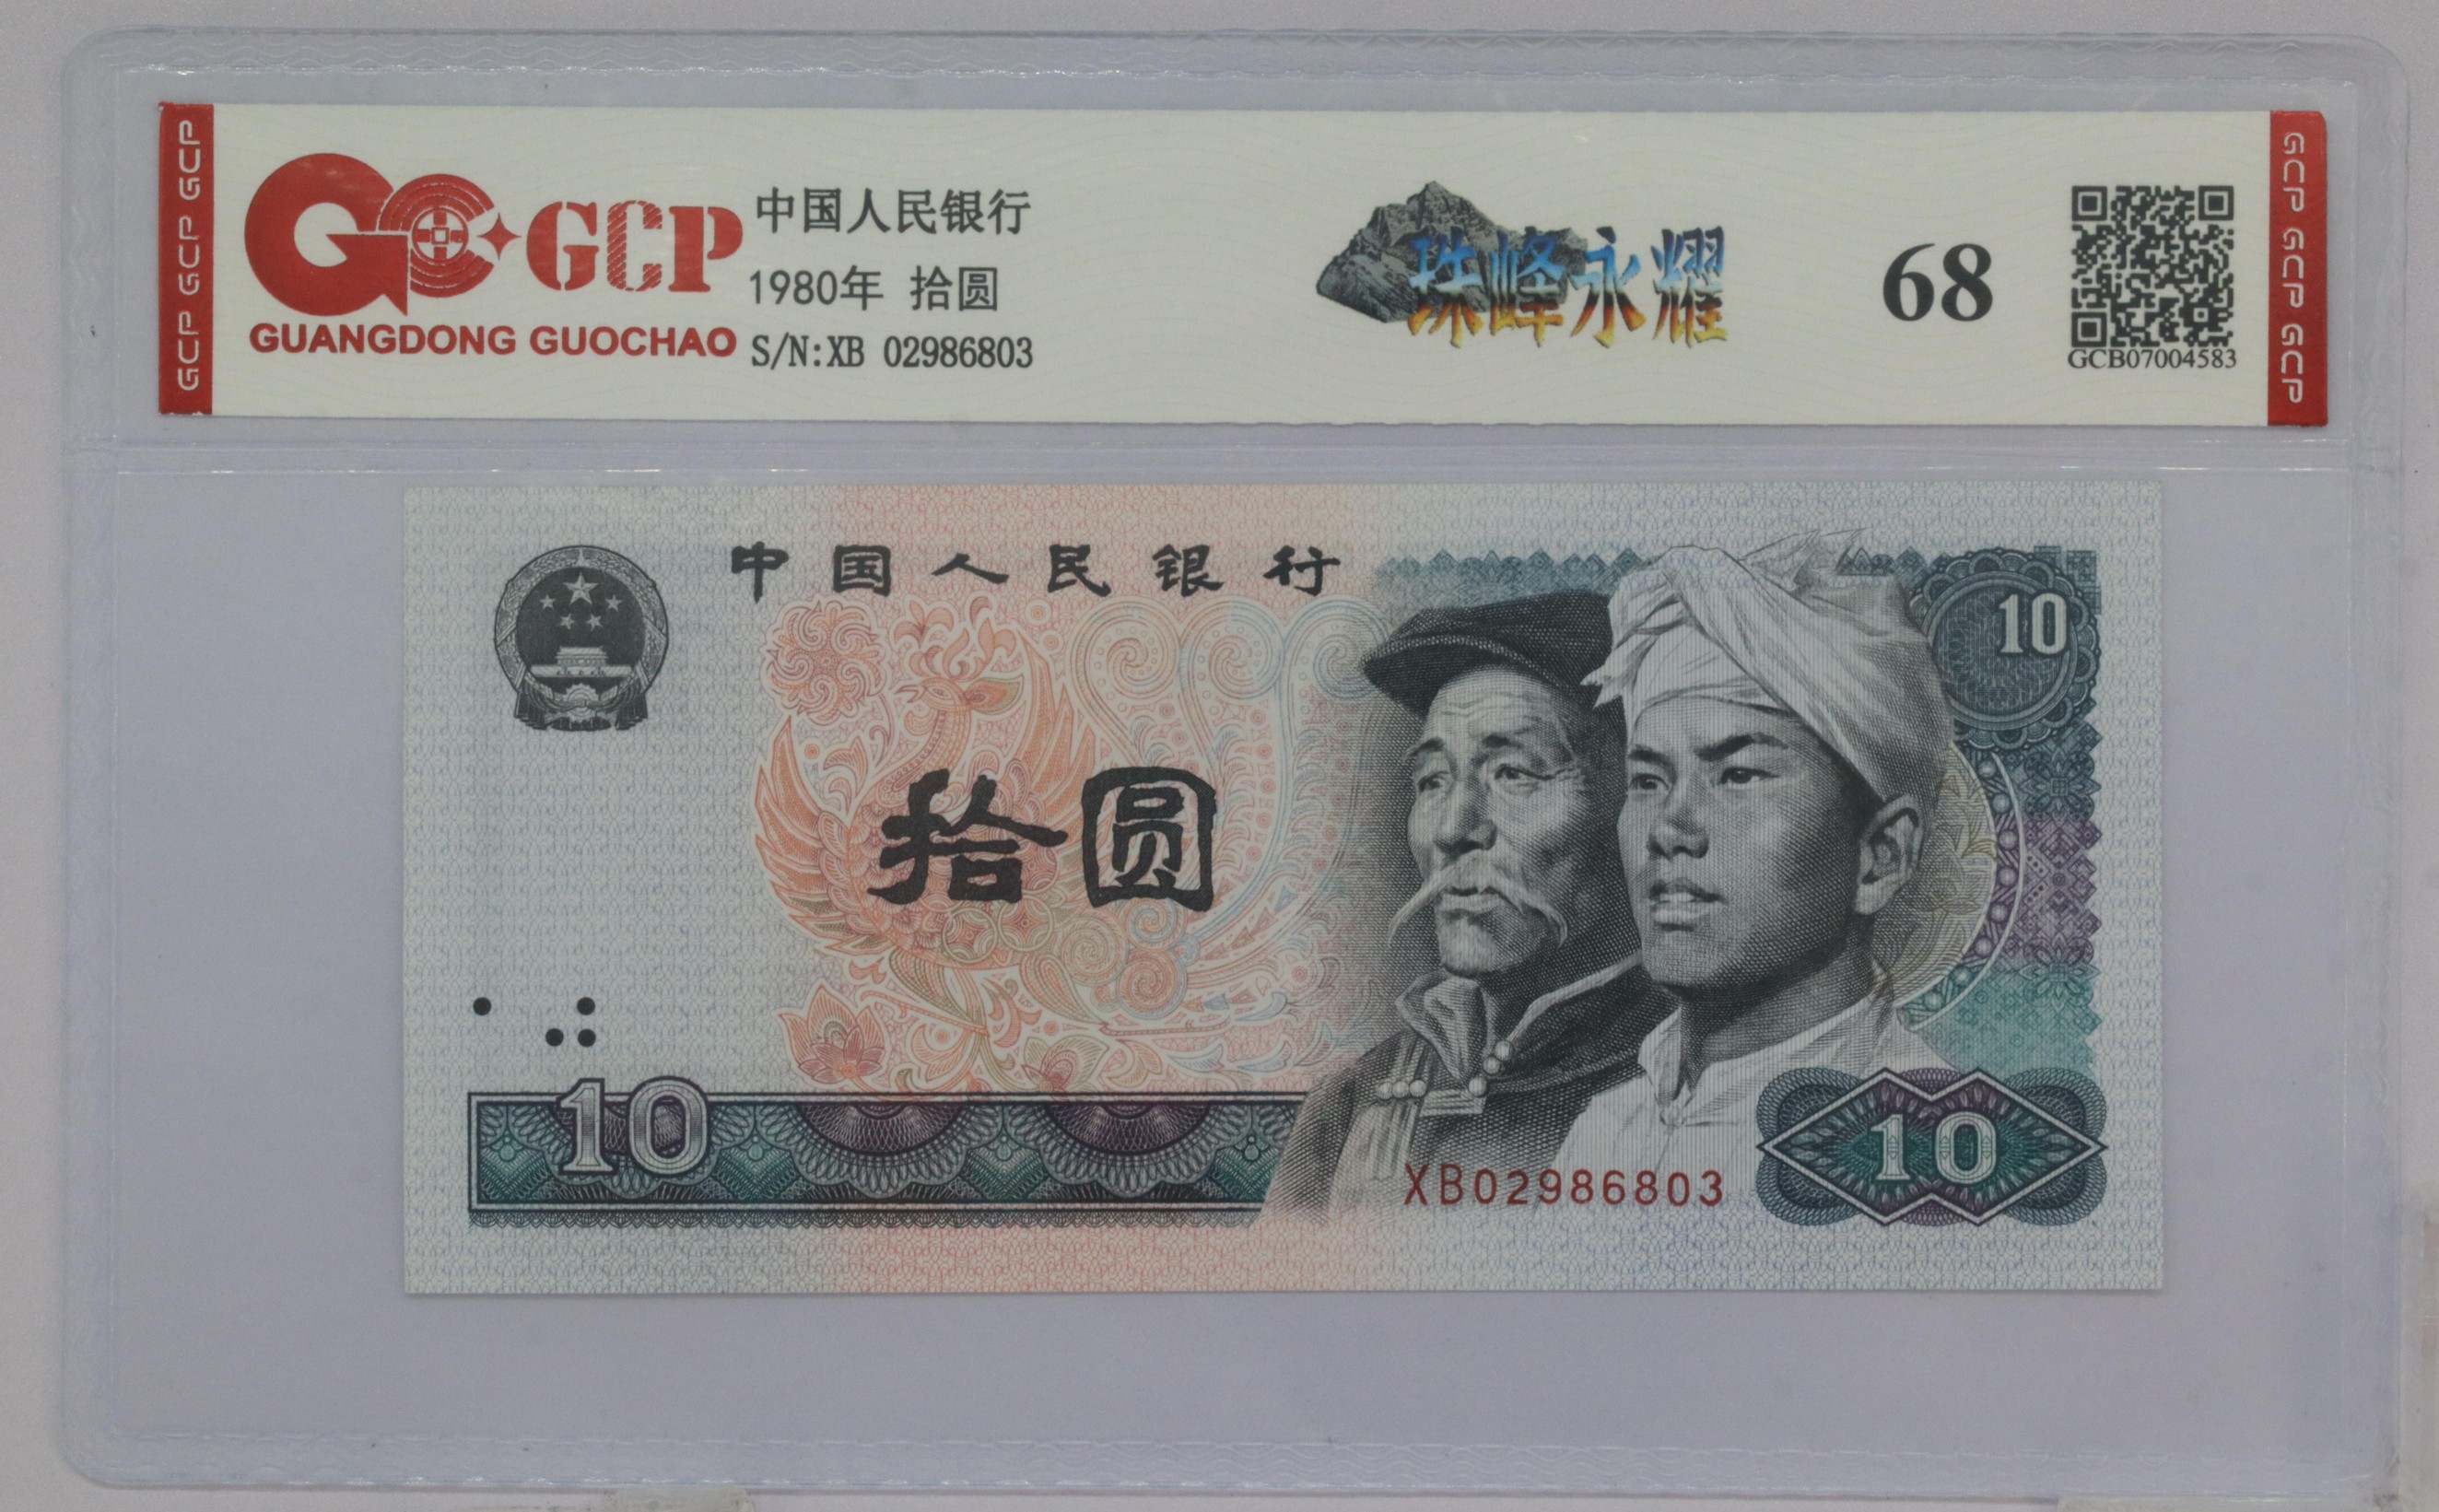 GCP GCP GCP
GCP
GUANGDONG GUOCHAO
中国人民银行
1980年 拾圆
S/N:XB 02986803
珠峰永耀
68
GCB07004583
GCP GCP GCP
中国人民银行
10
拾圆
10
XB02986803
10